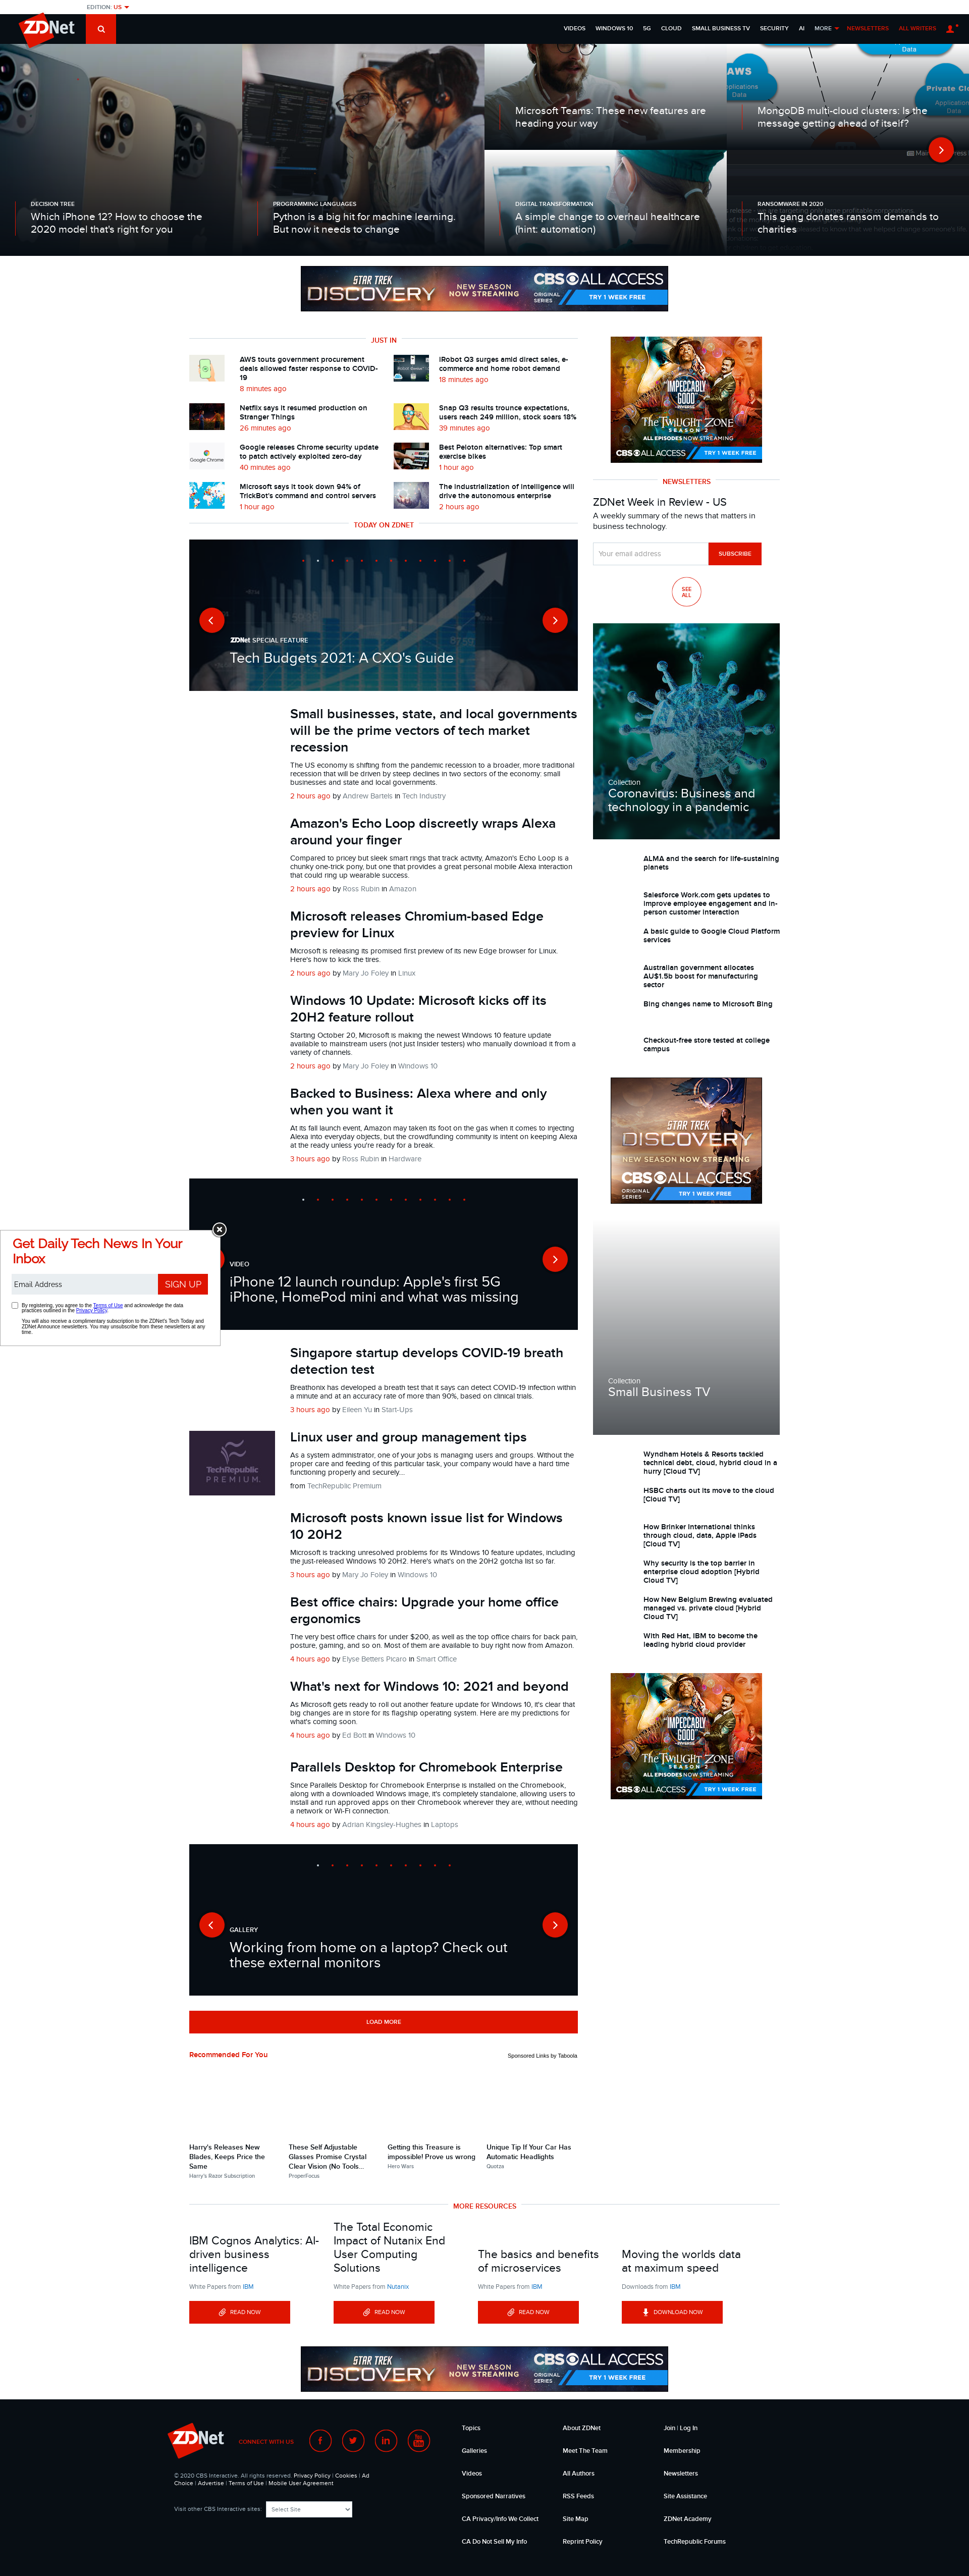 EDITION: US
ZDNet
VIDEOS WINDOWS 10 5G CLOUD SMALL BUSINESS TV SECURITY AI MORE NEWSLETTERS ALL WRITERS
DECISION TREE
Which iPhone 12? How to choose the
2020 model that's right for you
PROGRAMMING LANGUAGES
Python is a big hit for machine learning.
But now it needs to change
Microsoft Teams: These new features are
heading your way
DIGITAL TRANSFORMATION
A simple change to overhaul healthcare
(hint: automation)
Data
AWS
Applications
Data
Private Clo
Application
Data
MongoDB multi-cloud clusters: Is the
message getting ahead of itself?
RANSOMWARE IN 2020
This gang donates ransom demands to
charities
STAR TREK
DISCOVERY
NEW SEASON
NOW STREAMING
CBS ALL ACCESS
ORIGINAL
SERIES
TRY 1 WEEK FREE
JUST IN
AWS touts government procurement
deals allowed faster response to COVID-
19
8 minutes ago
iRobot Q3 surges amid direct sales, e-
commerce and home robot demand
18 minutes ago
Netflix says it resumed production on
Stranger Things
26 minutes ago
Snap Q3 results trounce expectations,
users reach 249 million, stock soars 18%
39 minutes ago
Google Chrome
Google releases Chrome security update
to patch actively exploited zero-day
40 minutes ago
Best Peloton alternatives: Top smart
exercise bikes
1 hour ago
Microsoft says it took down 94% of
TrickBot's command and control servers
1 hour ago
The industrialization of intelligence will
drive the autonomous enterprise
2 hours ago
TODAY ON ZDNET
ZDNet SPECIAL FEATURE
Tech Budgets 2021: A CXO's Guide
Small businesses, state, and local governments
will be the prime vectors of tech market
recession
The US economy is shifting from the pandemic recession to a broader, more traditional
recession that will be driven by steep declines in two sectors of the economy: small
businesses and state and local governments.
2 hours ago by Andrew Bartels in Tech Industry
Amazon's Echo Loop discreetly wraps Alexa
around your finger
Compared to pricey but sleek smart rings that track activity, Amazon's Echo Loop is a
chunky one-trick pony, but one that provides a great personal mobile Alexa interaction
that could ring up wearable success.
2 hours ago by Ross Rubin in Amazon
Microsoft releases Chromium-based Edge
preview for Linux
Microsoft is releasing its promised first preview of its new Edge browser for Linux.
Here's how to kick the tires.
2 hours ago by Mary Jo Foley in Linux
Windows 10 Update: Microsoft kicks off its
20H2 feature rollout
Starting October 20, Microsoft is making the newest Windows 10 feature update
available to mainstream users (not just Insider testers) who manually download it from a
variety of channels.
2 hours ago by Mary Jo Foley in Windows 10
Backed to Business: Alexa where and only
when you want it
At its fall launch event, Amazon may taken its foot on the gas when it comes to injecting
Alexa into everyday objects, but the crowdfunding community is intent on keeping Alexa
at the ready unless you're ready for a break.
3 hours ago by Ross Rubin in Hardware
VIDEO
iPhone 12 launch roundup: Apple's first 5G
iPhone, HomePod mini and what was missing
Get Daily Tech News In Your
Inbox
Email Address
SIGN UP
By registering, you agree to the Terms of Use and acknowledge the data
practices outlined in the Privacy Policy.
You will also receive a complimentary subscription to the ZDNet's Tech Today and
ZDNet Announce newsletters. You may unsubscribe from these newsletters at any
time.
Singapore startup develops COVID-19 breath
detection test
Breathonix has developed a breath test that it says can detect COVID-19 infection within
a minute and at an accuracy rate of more than 90%, based on clinical trials.
3 hours ago by Eileen Yu in Start-Ups
TechRepublic
PREMIUM.
Linux user and group management tips
As a system administrator, one of your jobs is managing users and groups. Without the
proper care and feeding of this particular task, your company would have a hard time
functioning properly and securely....
from TechRepublic Premium
Microsoft posts known issue list for Windows
10 20H2
Microsoft is tracking unresolved problems for its Windows 10 feature updates, including
the just-released Windows 10 20H2. Here's what's on the 20H2 gotcha list so far.
3 hours ago by Mary Jo Foley in Windows 10
Best office chairs: Upgrade your home office
ergonomics
The very best office chairs for under $200, as well as the top office chairs for back pain,
posture, gaming, and so on. Most of them are available to buy right now from Amazon.
4 hours ago by Elyse Betters Picaro in Smart Office
What's next for Windows 10: 2021 and beyond
As Microsoft gets ready to roll out another feature update for Windows 10, it's clear that
big changes are in store for its flagship operating system. Here are my predictions for
what's coming soon.
4 hours ago by Ed Bott in Windows 10
Parallels Desktop for Chromebook Enterprise
Since Parallels Desktop for Chromebook Enterprise is installed on the Chromebook,
along with a downloaded Windows image, it's completely standalone, allowing users to
install and run approved apps on their Chromebook wherever they are, without needing
a network or Wi-Fi connection.
4 hours ago by Adrian Kingsley-Hughes in Laptops
GALLERY
Working from home on a laptop? Check out
these external monitors
LOAD MORE
IMPECCABLY
GOOD
THE TWILIGHT ZONE
SEASON 2
ALL EPISODES NOW STREAMING
CBS ALL ACCESS TRY 1 WEEK FREE
NEWSLETTERS
ZDNet Week in Review - US
A weekly summary of the news that matters in
business technology.
Your email address
SUBSCRIBE
SEE
ALL
Collection
Coronavirus: Business and
technology in a pandemic
ALMA and the search for life-sustaining
planets
Salesforce Work.com gets updates to
improve employee engagement and in-
person customer interaction
A basic guide to Google Cloud Platform
services
Australian government allocates
AU$1.5b boost for manufacturing
sector
Bing changes name to Microsoft Bing
Checkout-free store tested at college
campus
STAR TREK
DISCOVERY
NEW SEASON NOW STREAMING
CBS ALL ACCESS
ORIGINAL
SERIES
TRY 1 WEEK FREE
Collection
Small Business TV
Wyndham Hotels & Resorts tackled
technical debt, cloud, hybrid cloud in a
hurry [Cloud TV]
HSBC charts out its move to the cloud
[Cloud TV]
How Brinker International thinks
through cloud, data, Apple iPads
[Cloud TV]
Why security is the top barrier in
enterprise cloud adoption [Hybrid
Cloud TV]
How New Belgium Brewing evaluated
managed vs. private cloud [Hybrid
Cloud TV]
With Red Hat, IBM to become the
leading hybrid cloud provider
IMPECCABLY
GOOD
THE TWILIGHT ZONE
SEASON 2
ALL EPISODES NOW STREAMING
CBS ALL ACCESS TRY 1 WEEK FREE
Recommended For You
Sponsored Links by Taboola
Harry's Releases New
Blades, Keeps Price the
Same
Harry's Razor Subscription
These Self Adjustable
Glasses Promise Crystal
Clear Vision (No Tools...
ProperFocus
Getting this Treasure is
impossible! Prove us wrong
Hero Wars
Unique Tip If Your Car Has
Automatic Headlights
Quotza
MORE RESOURCES
IBM Cognos Analytics: AI-
driven business
intelligence
White Papers from IBM
READ NOW
The Total Economic
Impact of Nutanix End
User Computing
Solutions
White Papers from Nutanix
READ NOW
The basics and benefits
of microservices
White Papers from IBM
READ NOW
Moving the worlds data
at maximum speed
Downloads from IBM
DOWNLOAD NOW
STAR TREK
DISCOVERY
NEW SEASON
NOW STREAMING
CBS ALL ACCESS
ORIGINAL
SERIES
TRY 1 WEEK FREE
ZDNet
CONNECT WITH US
© 2020 CBS Interactive. All rights reserved. Privacy Policy | Cookies | Ad
Choice | Advertise | Terms of Use | Mobile User Agreement
Visit other CBS Interactive sites: Select Site
Topics
Galleries
Videos
Sponsored Narratives
CA Privacy/Info We Collect
CA Do Not Sell My Info
About ZDNet
Meet The Team
All Authors
RSS Feeds
Site Map
Reprint Policy
Join | Log In
Membership
Newsletters
Site Assistance
ZDNet Academy
TechRepublic Forums